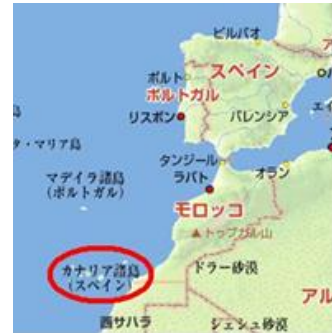 ビルバオ
ポルト
スペイン
ポルトガル
リスボン
バレンシア
タ・マリア島
タンジール
オラン
マデイラ諸島
(ポルトガル)
ラバト
モロッコ
▲トゥブカル山
カナリア諸島
(スペイン)
ドラー砂漠
アル
西サハラ
シェシュ砂漠